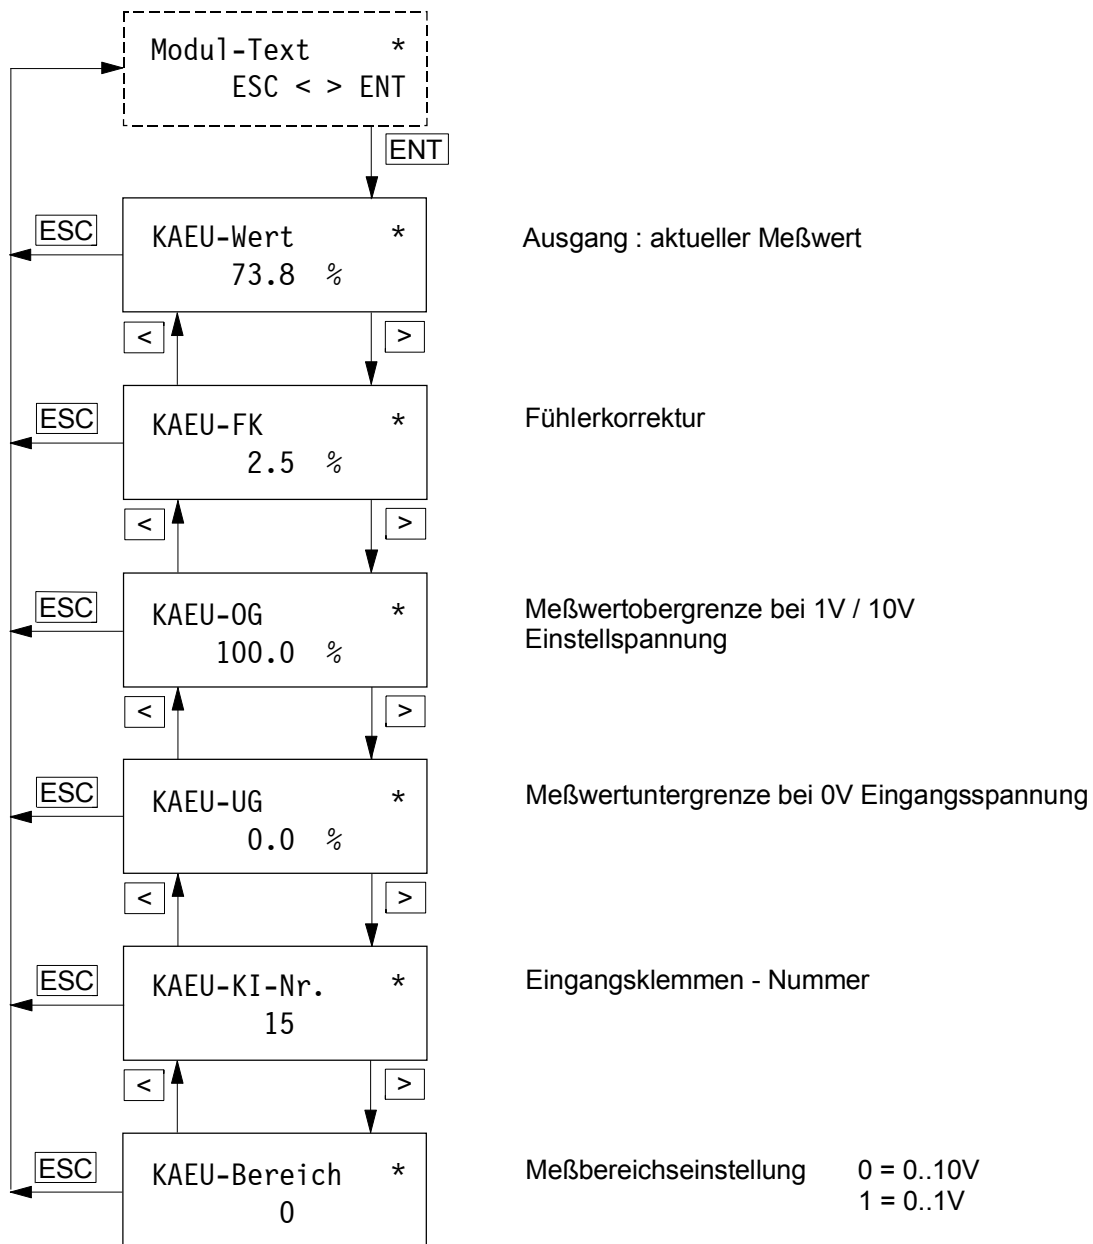 Modul-Text *
ESC < > ENT
ENT
ESC
KAEU-Wert *
73.8 %
Ausgang : aktueller Meßwert
< >
ESC
KAEU-FK *
2.5 %
Fühlerkorrektur
< >
ESC
KAEU-OG *
100.0 %
Meßwertobergrenze bei 1V / 10V
Einstellspannung
< >
ESC
KAEU-UG *
0.0 %
Meßwertuntergrenze bei 0V Eingangsspannung
< >
ESC
KAEU-KI-Nr. *
15
Eingangsklemmen - Nummer
< >
ESC
KAEU-Bereich *
0
Meßbereichseinstellung 0 = 0..10V
1 = 0..1V